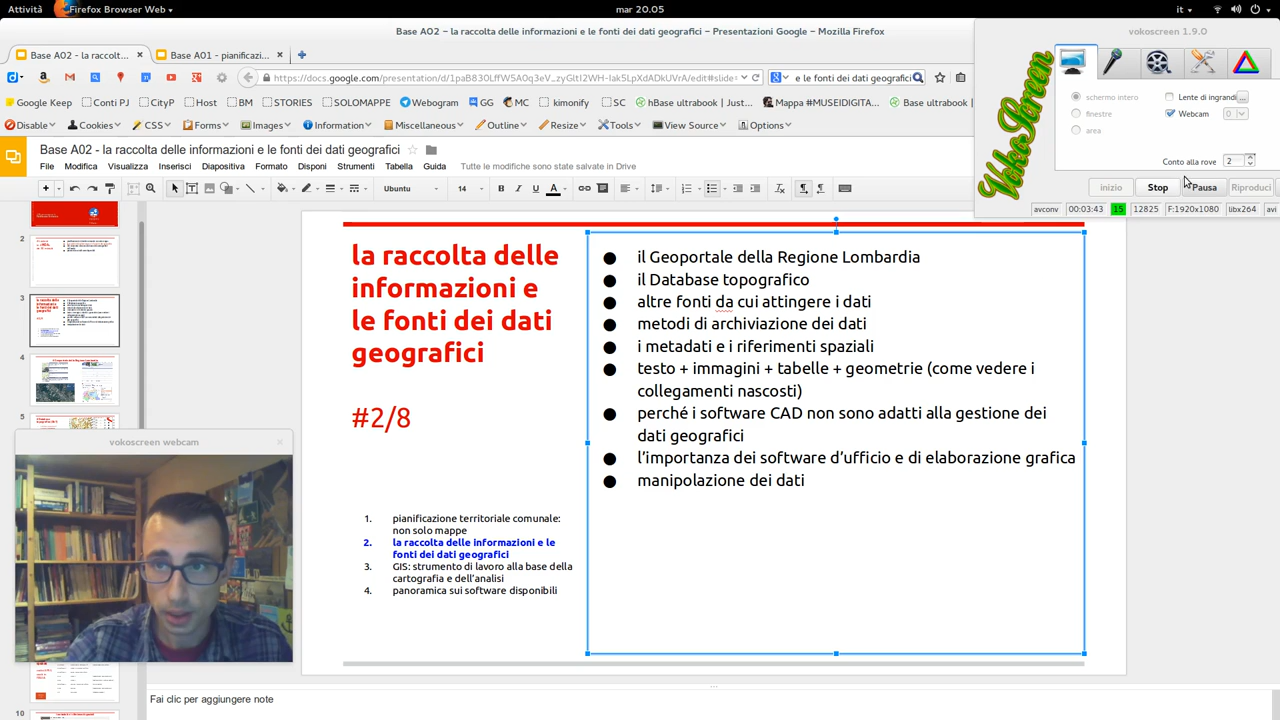 Attività
Firefox Browser Web
mar 20.05
it
Base A02 − la raccolta delle informazioni e le fonti dei dati geografici − Presentazioni Google − Mozilla Firefox
vokoscreen 1.9.0
Base A02 - la raccolt...
Base A01 - pianificazi...
e le fonti dei dati geografici
Google Keep
Conti PJ
CityP
Host
BM
STORIES
SOLOMAPPE
Webogram
GG
MC
kimonify
SC
hBase ultrabook | Just...
Mappa #MUSEIDIGITA...
Base ultrabook
Disable
Cookies
CSS
Forms
Images
Information
Miscellaneous
Outline
Resize
Tools
View Source
Options
schermo intero
finestre
area
Lente di ingrandi
Webcam
0
Conto alla rove
2
inizio
Stop
Pausa
Riproduci
avconv
00:03:43
15
12825
F:1920x1080
libx264
avi
VokoScreen
Base A02 - la raccolta delle informazioni e le fonti dei dati geografici
File
Modifica
Visualizza
Inserisci
Diapositiva
Formato
Disponi
Strumenti
Tabella
Guida
Tutte le modifiche sono state salvate in Drive
Ubuntu
14
2
3
4
5
10
la raccolta delle
informazioni e
le fonti dei dati
geografici
#2/8
1. pianificazione territoriale comunale:
non solo mappe
2. la raccolta delle informazioni e le
fonti dei dati geografici
3. GIS: strumento di lavoro alla base della
cartografia e dell'analisi
4. panoramica sui software disponibili
● il Geoportale della Regione Lombardia
● il Database topografico
● altre fonti da cui attingere i dati
● metodi di archiviazione dei dati
● i metadati e i riferimenti spaziali
● testo + immagini + tabelle + geometrie (come vedere i
collegamenti nascosti)
● perché i software CAD non sono adatti alla gestione dei
dati geografici
● l'importanza dei software d'ufficio e di elaborazione grafica
● manipolazione dei dati
vokoscreen webcam
Fai clic per aggiungere note